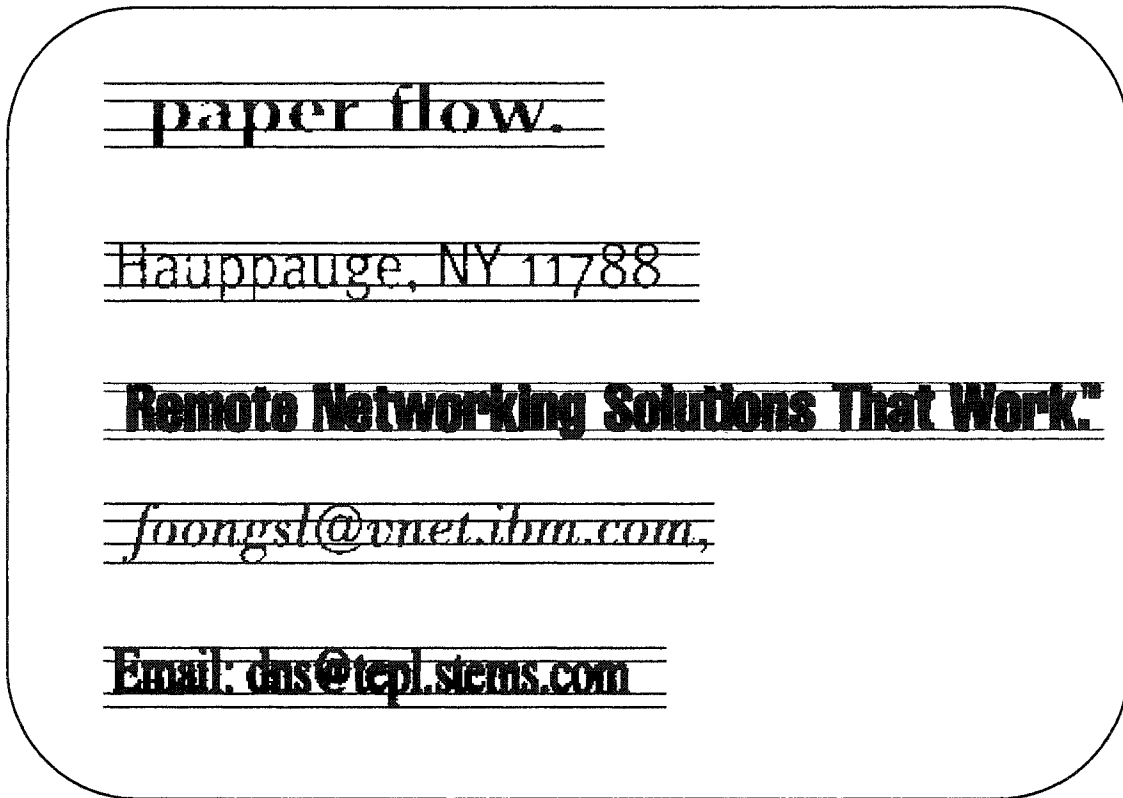 paper flow.
Hauppauge, NY 11788
Remote Networking Solutions That Work.™
foongsl@vnet.ibm.com,
Email: dns@tepl.stems.com